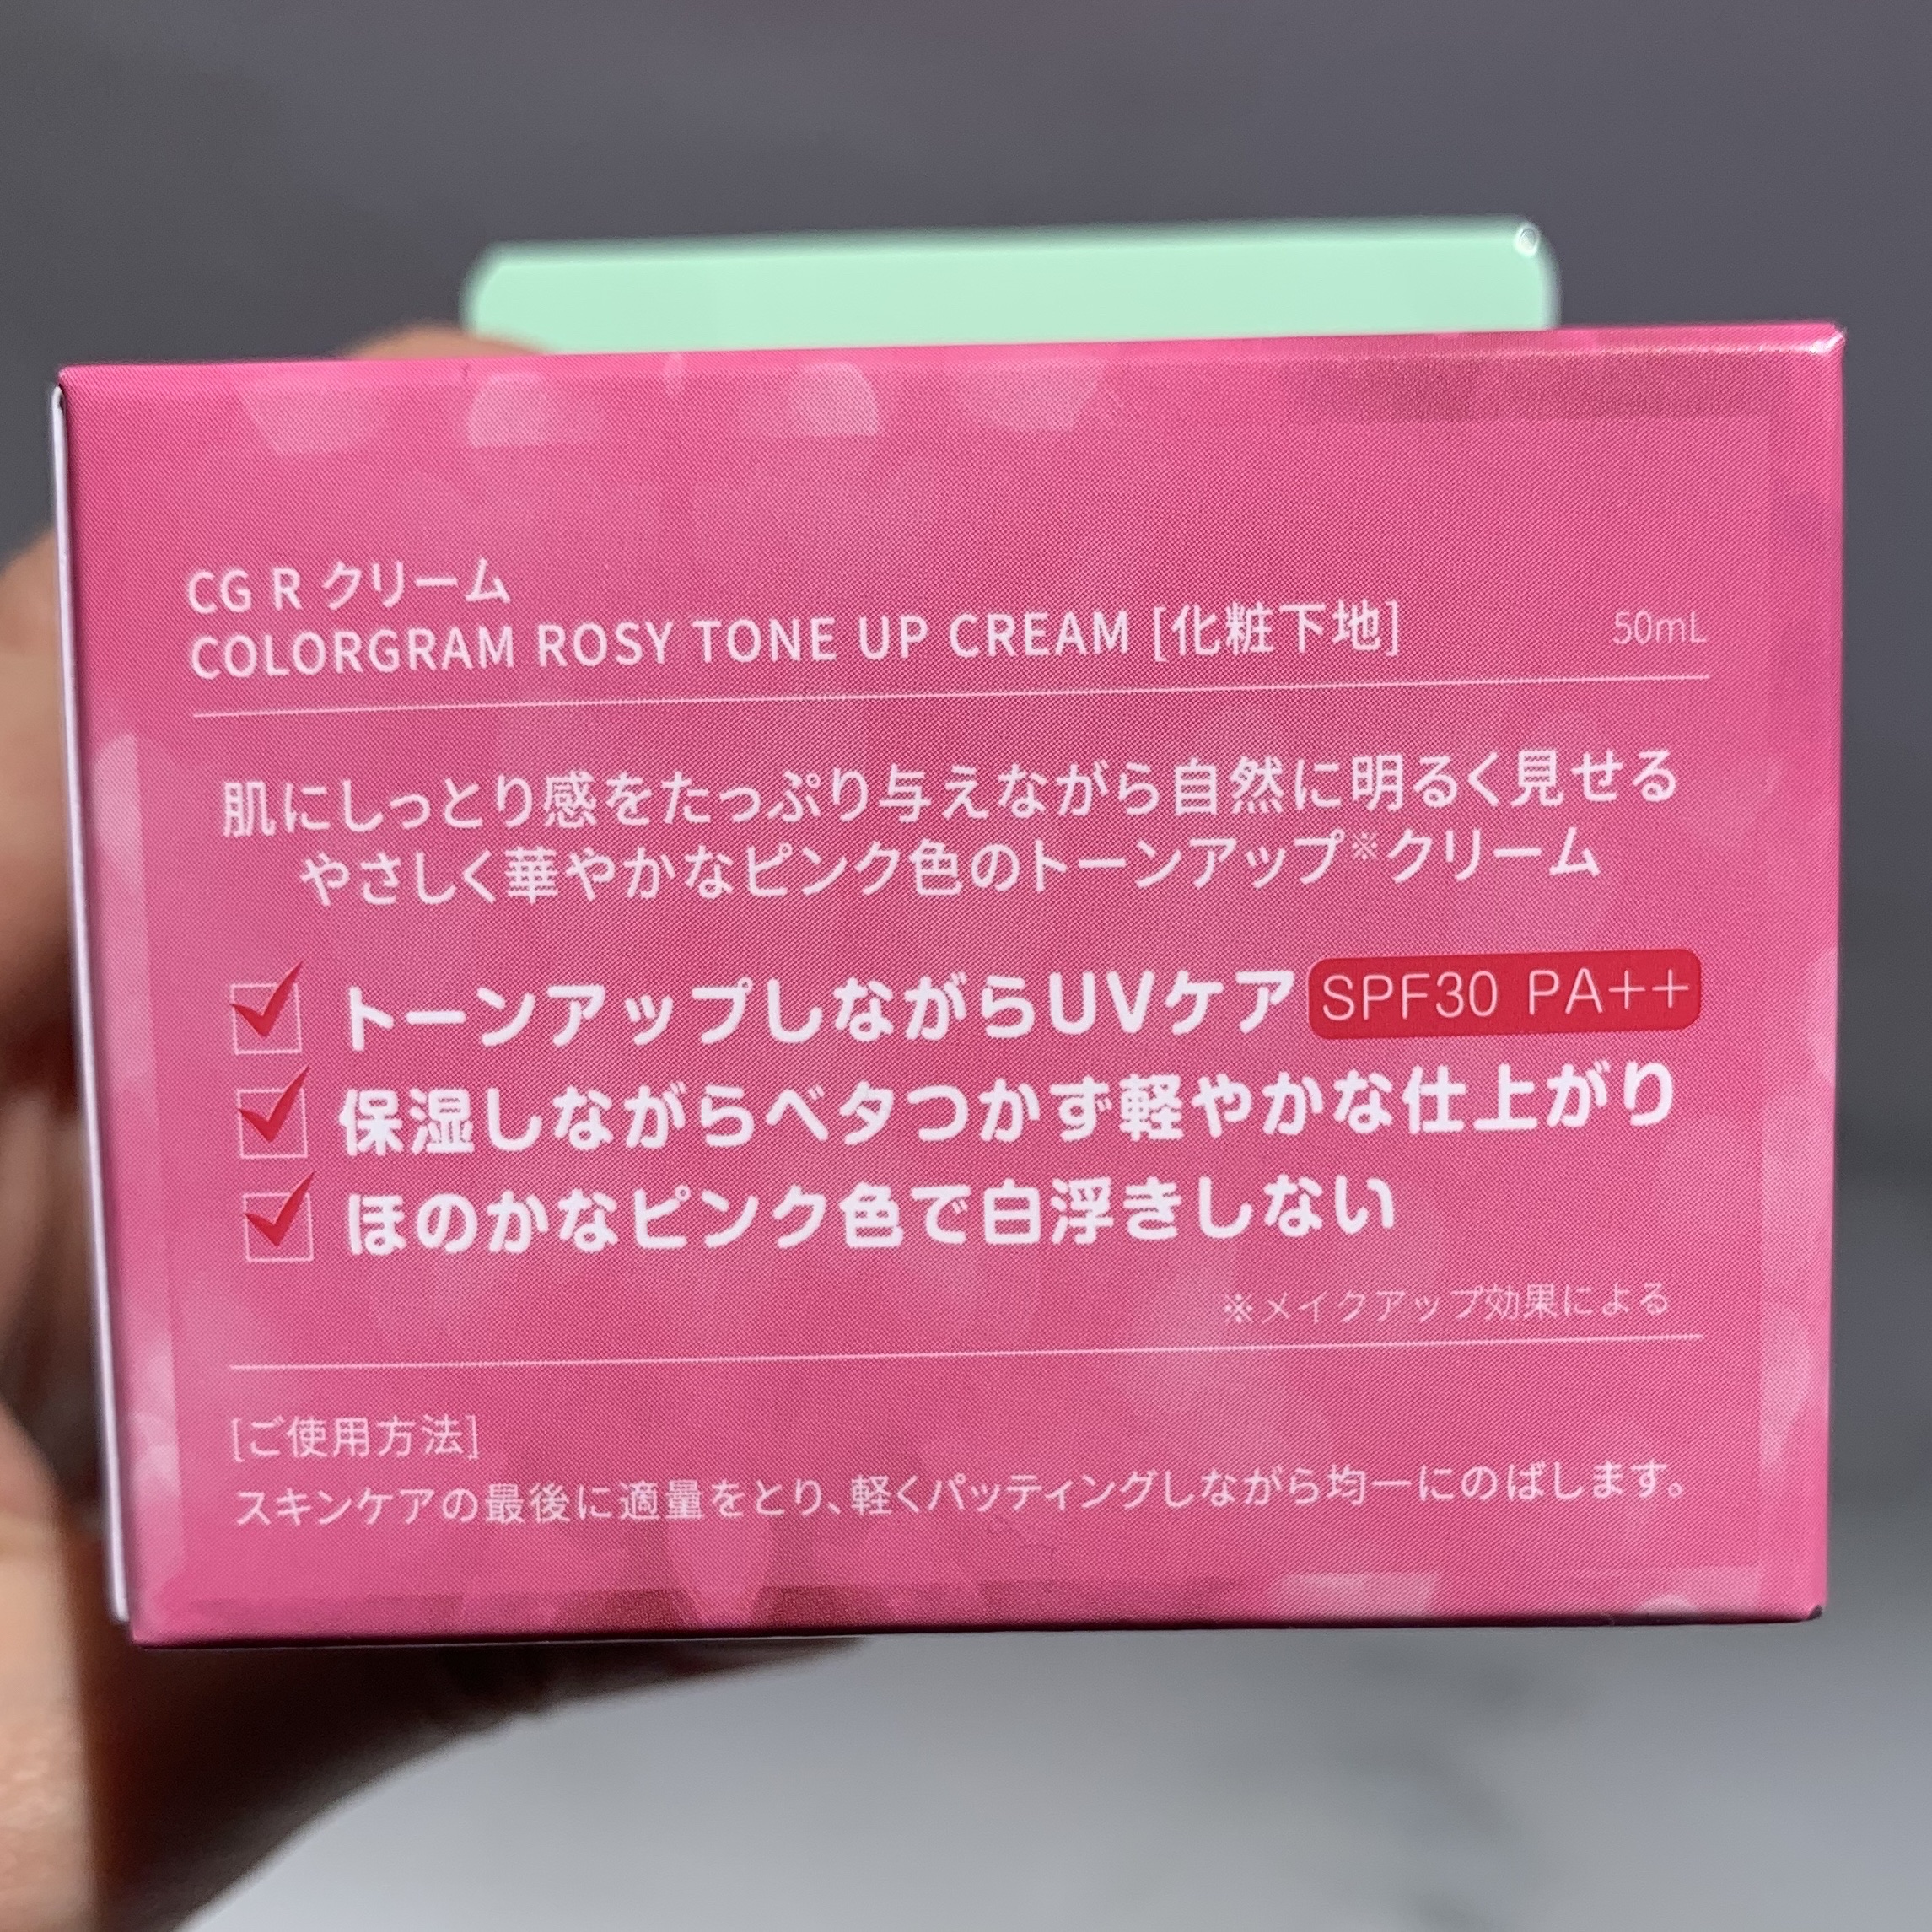 CG R クリーム
COLORGRAM ROSY TONE UP CREAM [化粧下地] 50mL
肌にしっとり感をたっぷり与えながら自然に明るく見せる
やさしく華やかなピンク色のトーンアップ※クリーム
トーンアップしながらUVケア SPF30 PA++
保湿しながらベタつかず軽やかな仕上がり
ほのかなピンク色で白浮きしない
※メイクアップ効果による
[ご使用方法]
スキンケアの最後に適量をとり、軽くパッティングしながら均一にのばします。